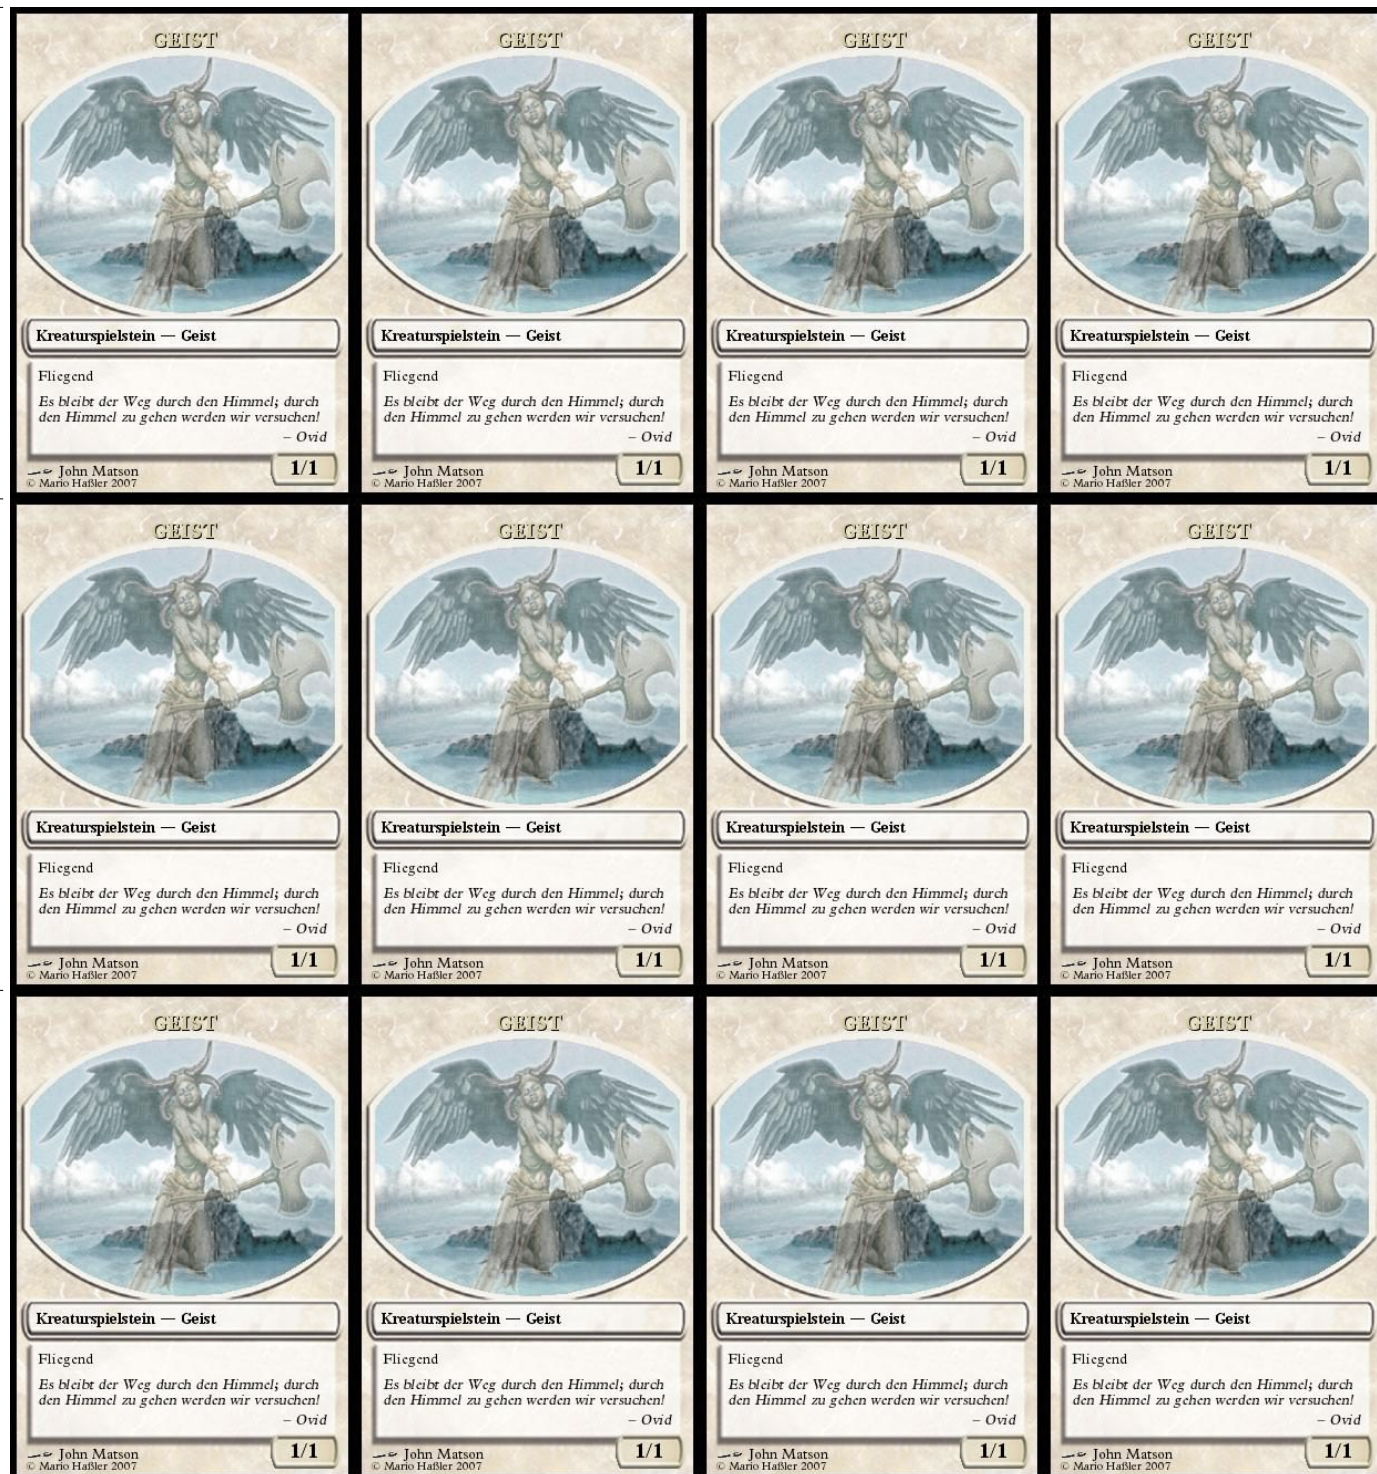 GEIST GEIST GEIST GEIST
Kreaturspielstein — Geist Kreaturspielstein — Geist Kreaturspielstein — Geist Kreaturspielstein — Geist
Fliegend Fliegend Fliegend Fliegend
Es bleibt der Weg durch den Himmel; durch Es bleibt der Weg durch den Himmel; durch Es bleibt der Weg durch den Himmel; durch Es bleibt der Weg durch den Himmel; durch
den Himmel zu gehen werden wir versuchen! den Himmel zu gehen werden wir versuchen! den Himmel zu gehen werden wir versuchen! den Himmel zu gehen werden wir versuchen!
– Ovid – Ovid – Ovid – Ovid
John Matson 1/1 John Matson 1/1 John Matson 1/1 John Matson 1/1
© Mario Haßler 2007 © Mario Haßler 2007 © Mario Haßler 2007 © Mario Haßler 2007
GEIST GEIST GEIST GEIST
Kreaturspielstein — Geist Kreaturspielstein — Geist Kreaturspielstein — Geist Kreaturspielstein — Geist
Fliegend Fliegend Fliegend Fliegend
Es bleibt der Weg durch den Himmel; durch Es bleibt der Weg durch den Himmel; durch Es bleibt der Weg durch den Himmel; durch Es bleibt der Weg durch den Himmel; durch
den Himmel zu gehen werden wir versuchen! den Himmel zu gehen werden wir versuchen! den Himmel zu gehen werden wir versuchen! den Himmel zu gehen werden wir versuchen!
– Ovid – Ovid – Ovid – Ovid
John Matson 1/1 John Matson 1/1 John Matson 1/1 John Matson 1/1
© Mario Haßler 2007 © Mario Haßler 2007 © Mario Haßler 2007 © Mario Haßler 2007
GEIST GEIST GEIST GEIST
Kreaturspielstein — Geist Kreaturspielstein — Geist Kreaturspielstein — Geist Kreaturspielstein — Geist
Fliegend Fliegend Fliegend Fliegend
Es bleibt der Weg durch den Himmel; durch Es bleibt der Weg durch den Himmel; durch Es bleibt der Weg durch den Himmel; durch Es bleibt der Weg durch den Himmel; durch
den Himmel zu gehen werden wir versuchen! den Himmel zu gehen werden wir versuchen! den Himmel zu gehen werden wir versuchen! den Himmel zu gehen werden wir versuchen!
– Ovid – Ovid – Ovid – Ovid
John Matson 1/1 John Matson 1/1 John Matson 1/1 John Matson 1/1
© Mario Haßler 2007 © Mario Haßler 2007 © Mario Haßler 2007 © Mario Haßler 2007